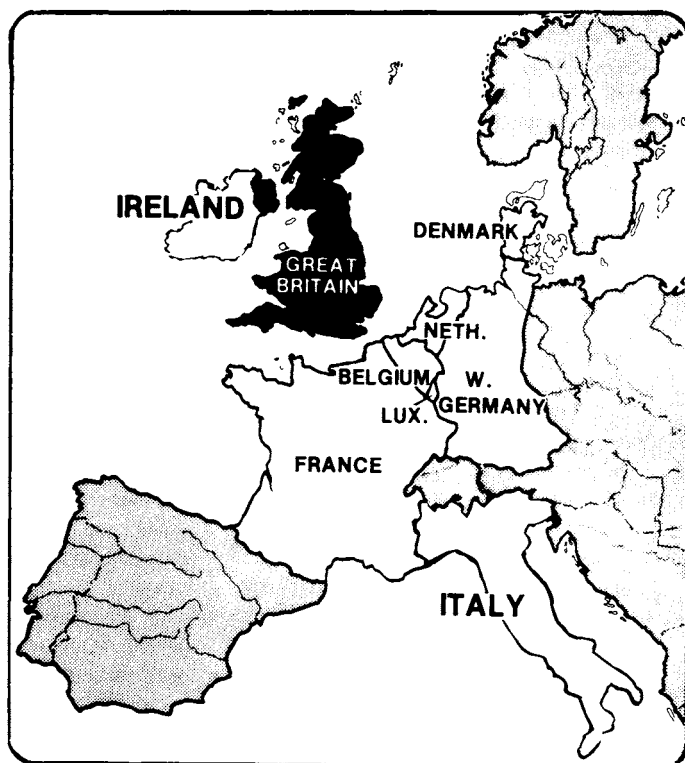 IRELAND
DENMARK
GREAT
BRITAIN
NETH.
BELGIUM
W.
GERMANY
LUX.
FRANCE
ITALY